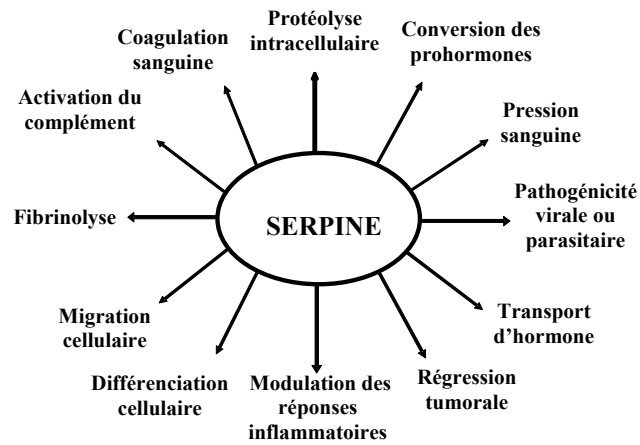 Protéolyse
intracellulaire
Conversion des
prohormones
Coagulation
sanguine
Activation du
complément
Pression
sanguine
Fibrinolyse
SERPINE
Pathogénicité
virale ou
parasitaire
Migration
cellulaire
Transport
d’hormone
Différenciation
cellulaire
Modulation des
réponses
inflammatoires
Régression
tumorale